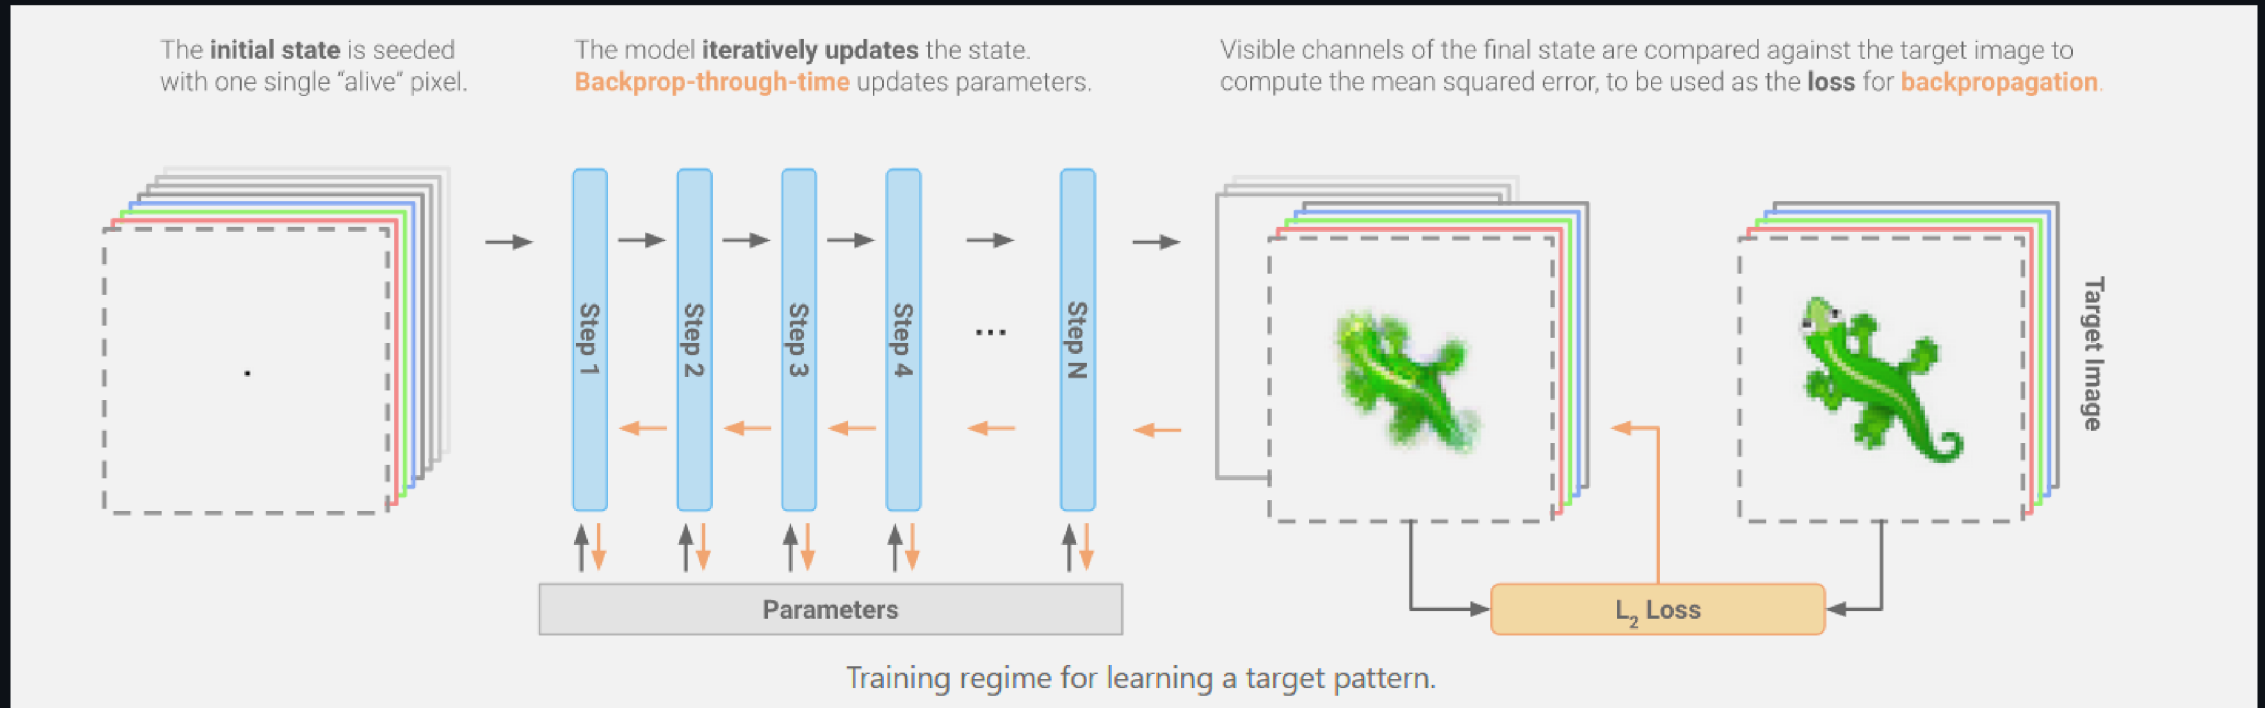 The initial state is seeded
with one single “alive” pixel.
The model iteratively updates the state.
Backprop-through-time updates parameters.
Visible channels of the final state are compared against the target image to
compute the mean squared error, to be used as the loss for backpropagation.
Step 1
Step 2
Step 3
Step 4
...
Step N
Target Image
Parameters
L2 Loss
Training regime for learning a target pattern.